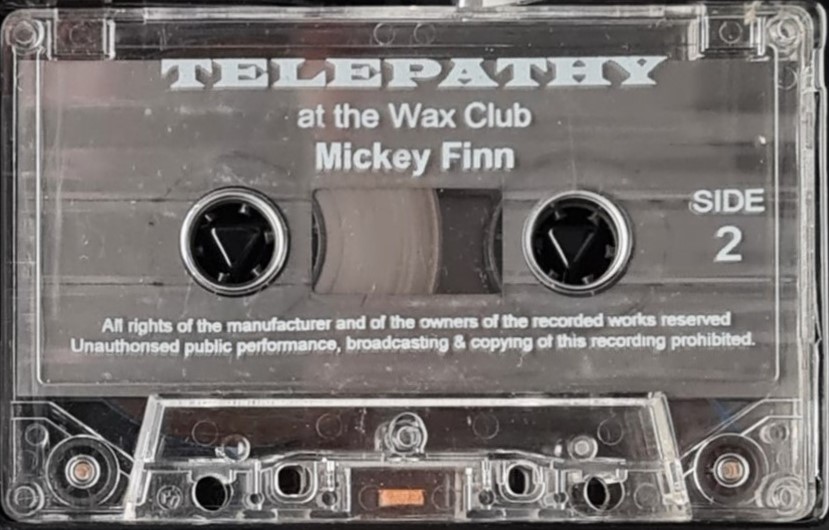 TELEPATHY
at the Wax Club
Mickey Finn
SIDE
2
All rights of the manufacturer and of the owners of the recorded works reserved
Unauthorised public performance, broadcasting & copying of this recording prohibited.